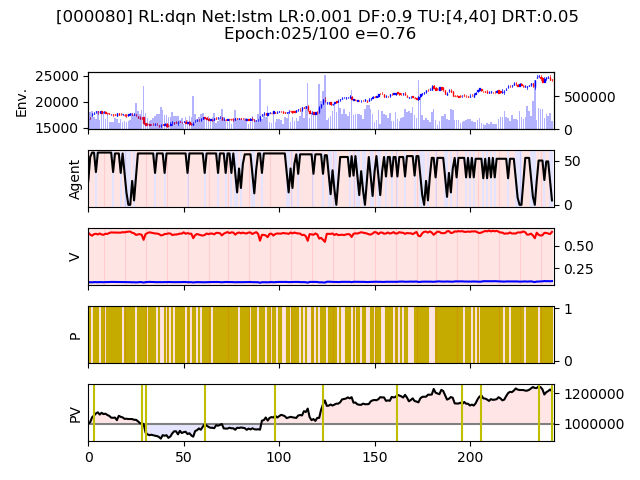 [000080] RL:dqn Net:lstm LR:0.001 DF:0.9 TU:[4,40] DRT:0.05
Epoch:025/100 e=0.76
Env.
25000
20000
15000
500000
0
Agent
50
0
V
0.50
0.25
P
1
0
PV
1200000
1000000
0
50
100
150
200